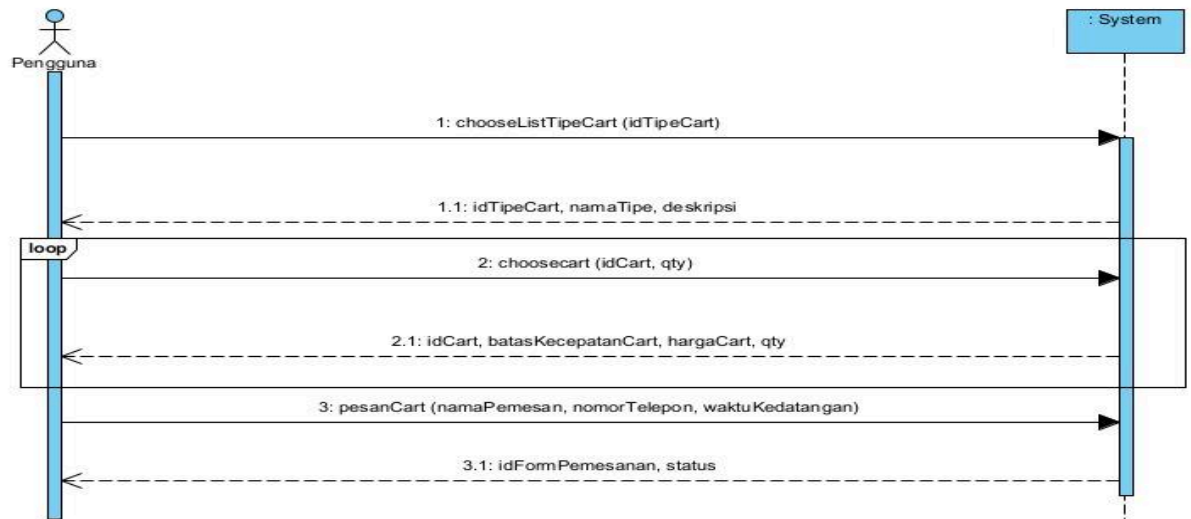 : System
Pengguna
1: chooseListTipeCart (idTipeCart)
1.1: idTipeCart, namaTipe, deskripsi
loop
2: choosecart (idCart, qty)
2.1: idCart, batasKecepatanCart, hargaCart, qty
3: pesanCart (namaPemesan, nomorTelepon, waktuKedatangan)
3.1: idFormPemesanan, status